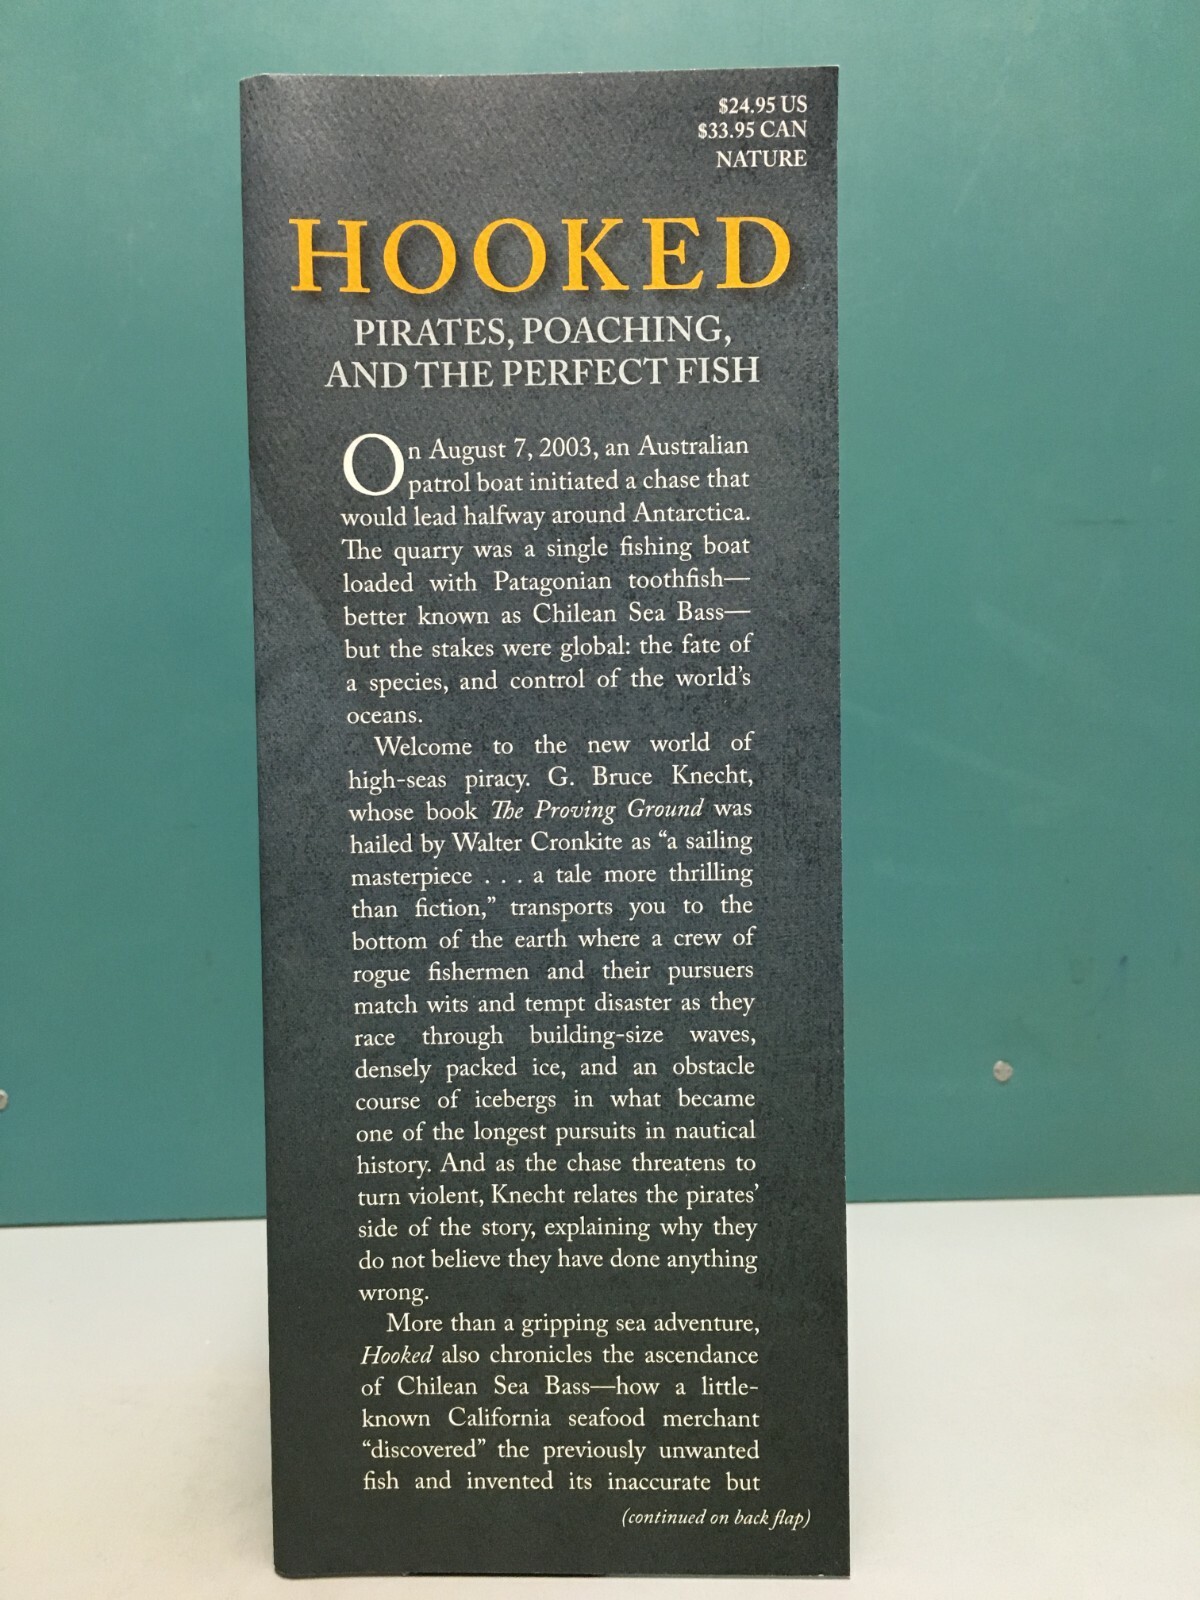 $24.95 US
$33.95 CAN
NATURE
HOOKED
PIRATES, POACHING,
AND THE PERFECT FISH
On August 7, 2003, an Australian
patrol boat initiated a chase that
would lead halfway around Antarctica.
The quarry was a single fishing boat
loaded with Patagonian toothfish—
better known as Chilean Sea Bass—
but the stakes were global: the fate of
a species, and control of the world's
oceans.
Welcome to the new world of
high-seas piracy. G. Bruce Knecht,
whose book The Proving Ground was
hailed by Walter Cronkite as “a sailing
masterpiece . . . a tale more thrilling
than fiction,” transports you to the
bottom of the earth where a crew of
rogue fishermen and their pursuers
match wits and tempt disaster as they
race through building-size waves,
densely packed ice, and an obstacle
course of icebergs in what became
one of the longest pursuits in nautical
history. And as the chase threatens to
turn violent, Knecht relates the pirates’
side of the story, explaining why they
do not believe they have done anything
wrong.
More than a gripping sea adventure,
Hooked also chronicles the ascendance
of Chilean Sea Bass—how a little-
known California seafood merchant
“discovered” the previously unwanted
fish and invented its inaccurate but
(continued on back flap)